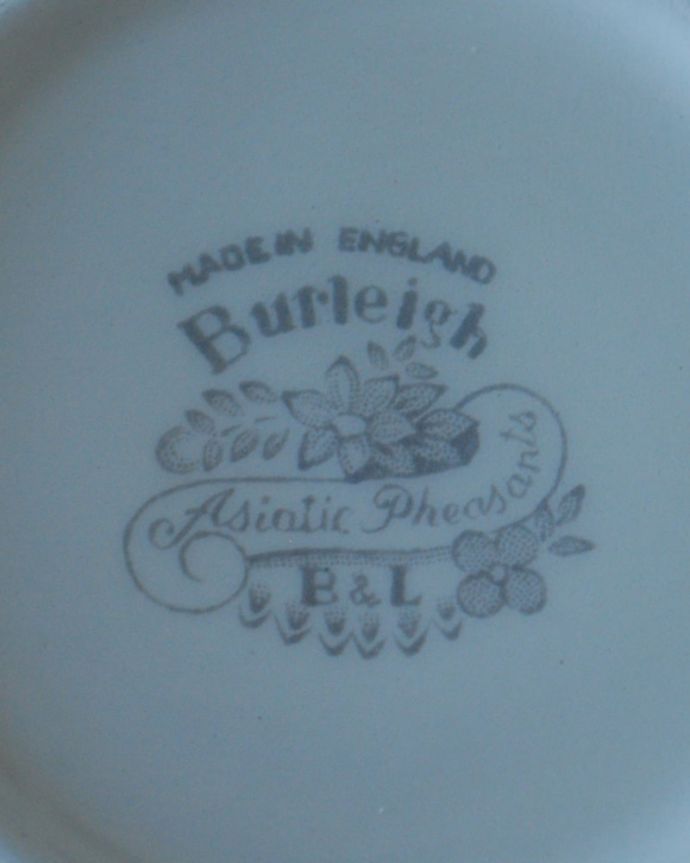 MADE IN ENGLAND
Burleigh
Asiatic Pheasants
B & L